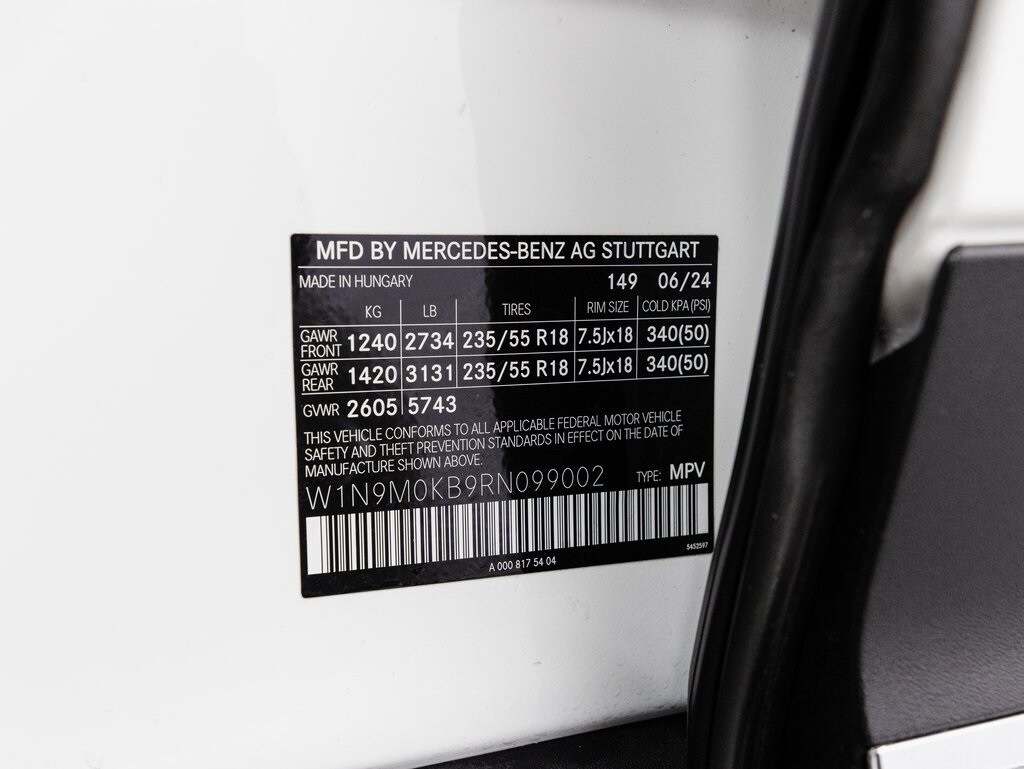 MFD BY MERCEDES-BENZ AG STUTTGART
MADE IN HUNGARY 149 06/24
KG LB TIRES RIM SIZE COLD KPA (PSI)
GAWR FRONT 1240 2734 235/55 R18 7.5Jx18 340(50)
GAWR REAR 1420 3131 235/55 R18 7.5Jx18 340(50)
GVWR 2605 5743
THIS VEHICLE CONFORMS TO ALL APPLICABLE FEDERAL MOTOR VEHICLE
SAFETY AND THEFT PREVENTION STANDARDS IN EFFECT ON THE DATE OF
MANUFACTURE SHOWN ABOVE.
W1N9M0KB9RN099002 TYPE: MPV
5452597
A 000 817 54 04